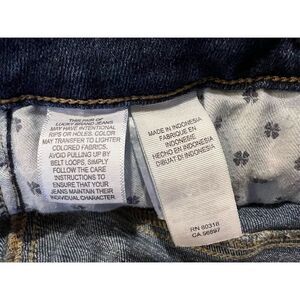 THIS PAIR OF
LUCKY BRAND JEANS
MAY HAVE INTENTIONAL
RIPS OR HOLES. COLOR
MAY TRANSFER TO LIGHTER
COLORED FABRICS.
AVOID PULLING UP BY
BELT LOOPS, SIMPLY
FOLLOW THE CARE
INSTRUCTIONS TO
ENSURE THAT YOUR
JEANS MAINTAIN THEIR
INDIVIDUAL CHARACTER.
MADE IN INDONESIA
FABRIQUE EN
INDONESIE
HECHO EN INDONESIA
DIBUAT DI INDONESIA
RN 80318
CA 56697